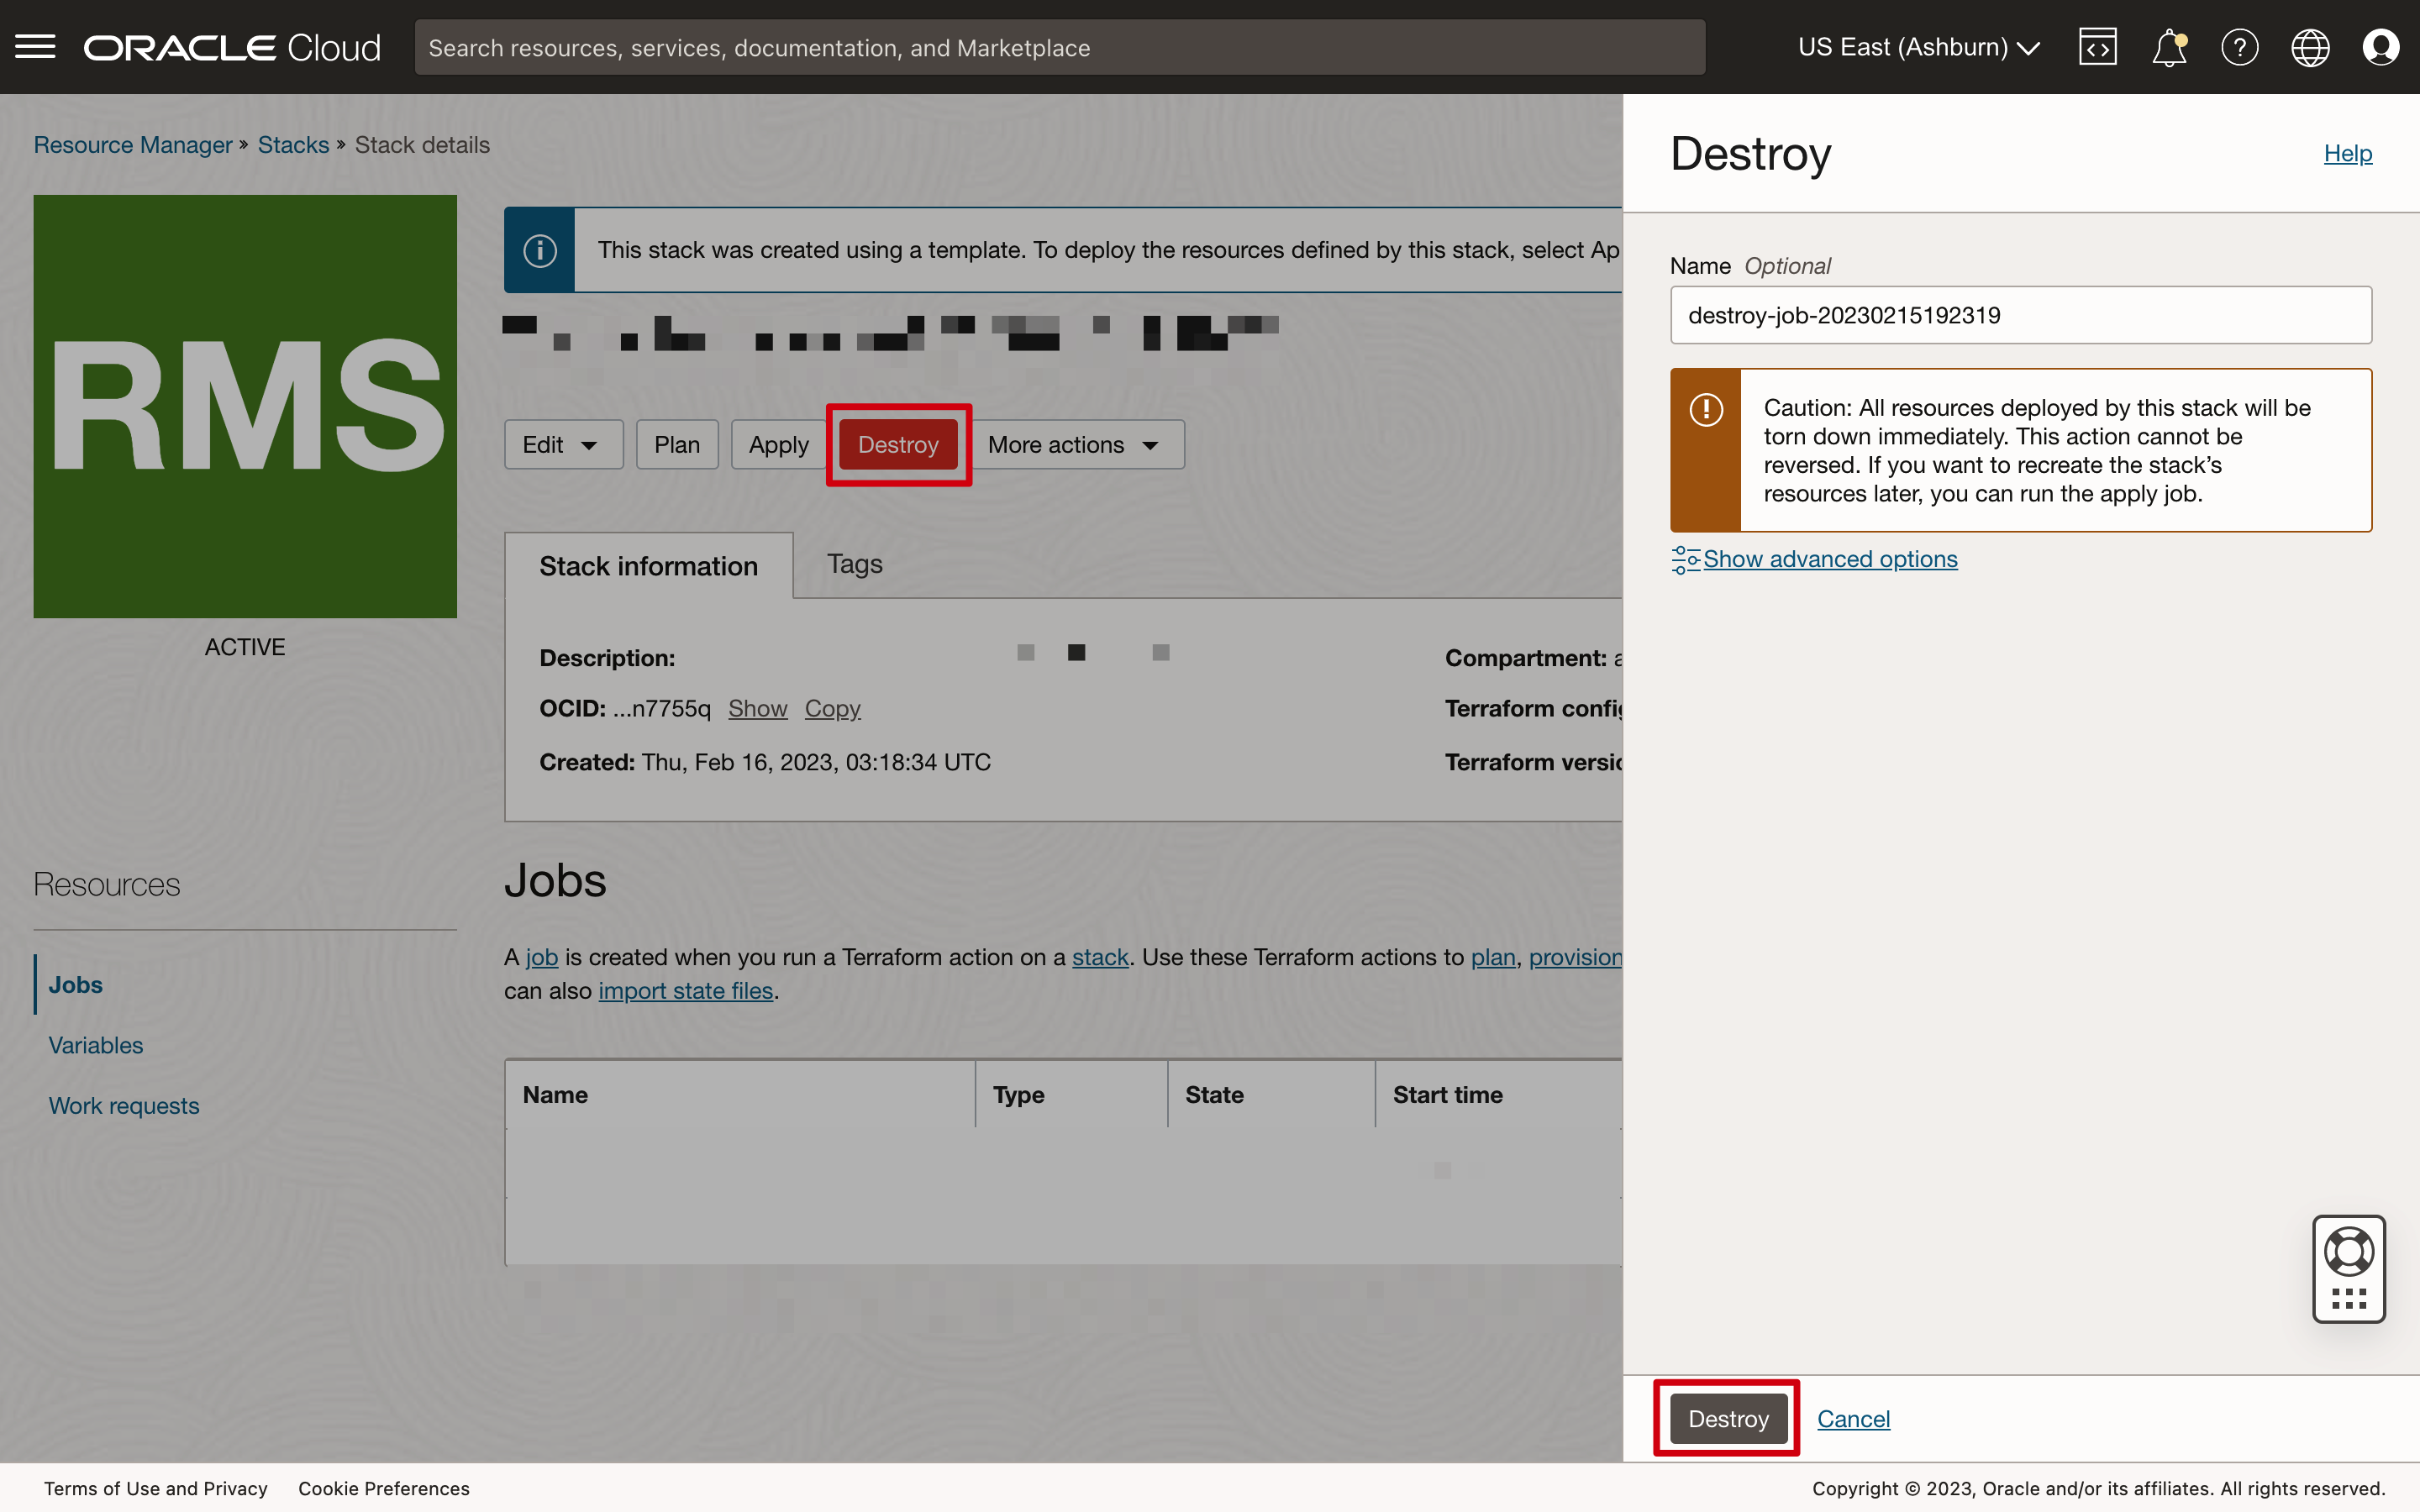 ORACLE Cloud
Search resources, services, documentation, and Marketplace
US East (Ashburn)
Resource Manager » Stacks » Stack details
RMS
ACTIVE
Resources
Jobs
Variables
Work requests
This stack was created using a template. To deploy the resources defined by this stack, select Ap
Edit
Plan
Apply
Destroy
More actions
Stack information
Tags
Description:
OCID: ...n7755q Show Copy
Created: Thu, Feb 16, 2023, 03:18:34 UTC
Compartment: a
Terraform config
Terraform versio
Jobs
A job is created when you run a Terraform action on a stack. Use these Terraform actions to plan, provision
can also import state files.
Name Type State Start time
Destroy
Help
Name Optional
destroy-job-20230215192319
Caution: All resources deployed by this stack will be
torn down immediately. This action cannot be
reversed. If you want to recreate the stack’s
resources later, you can run the apply job.
Show advanced options
Destroy
Cancel
Terms of Use and Privacy
Cookie Preferences
Copyright © 2023, Oracle and/or its affiliates. All rights reserved.